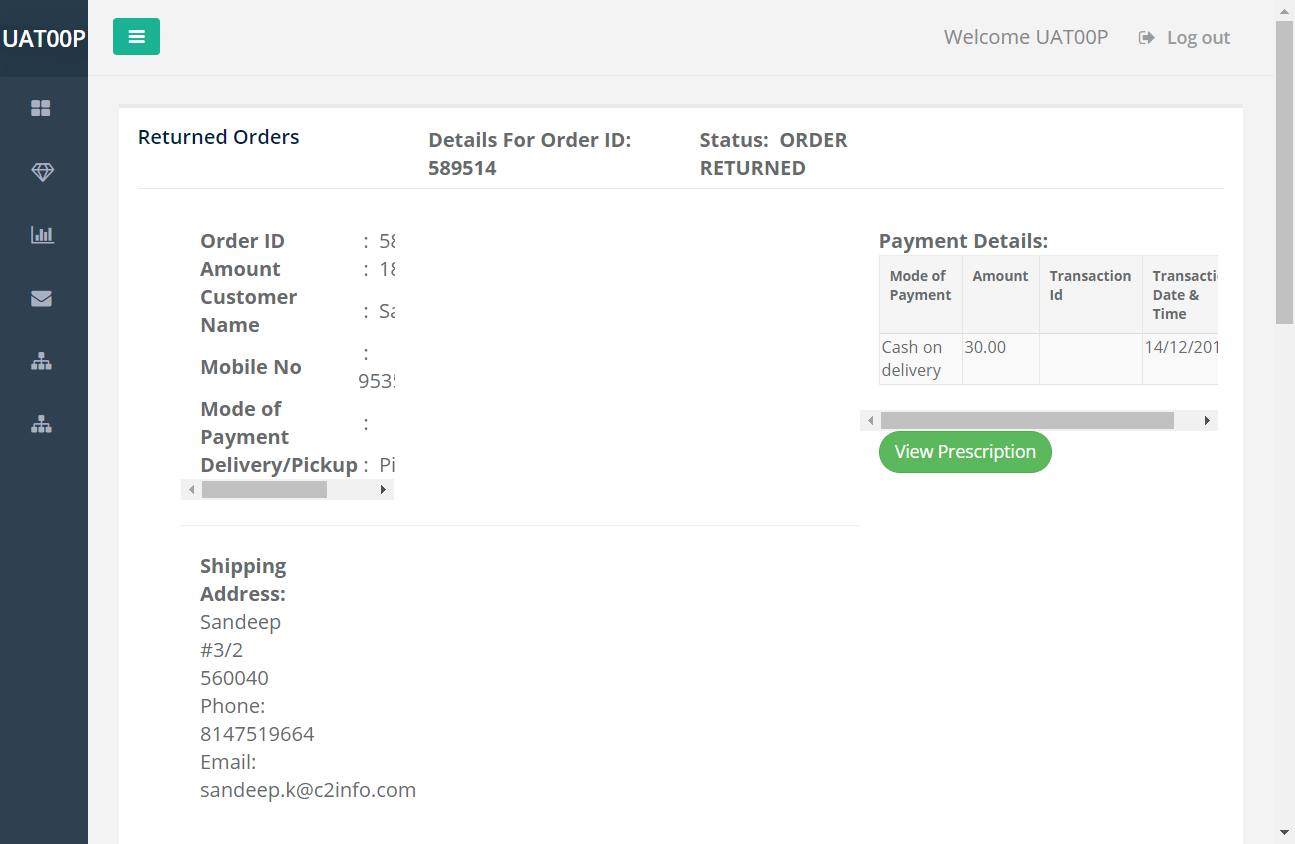 UAT00P
Welcome UAT00P
Log out
Returned Orders
Details For Order ID:
589514
Status: ORDER
RETURNED
Order ID
: 58
Amount
: 18
Customer
Name
: Sa
Mobile No
:
9535
Mode of
Payment
:
Delivery/Pickup : Pi
Shipping
Address:
Sandeep
#3/2
560040
Phone:
8147519664
Email:
sandeep.k@c2info.com
Payment Details:
Mode of
Payment
Amount
Transaction
Id
Transacti
Date &
Time
Cash on
delivery
30.00
14/12/201
View Prescription